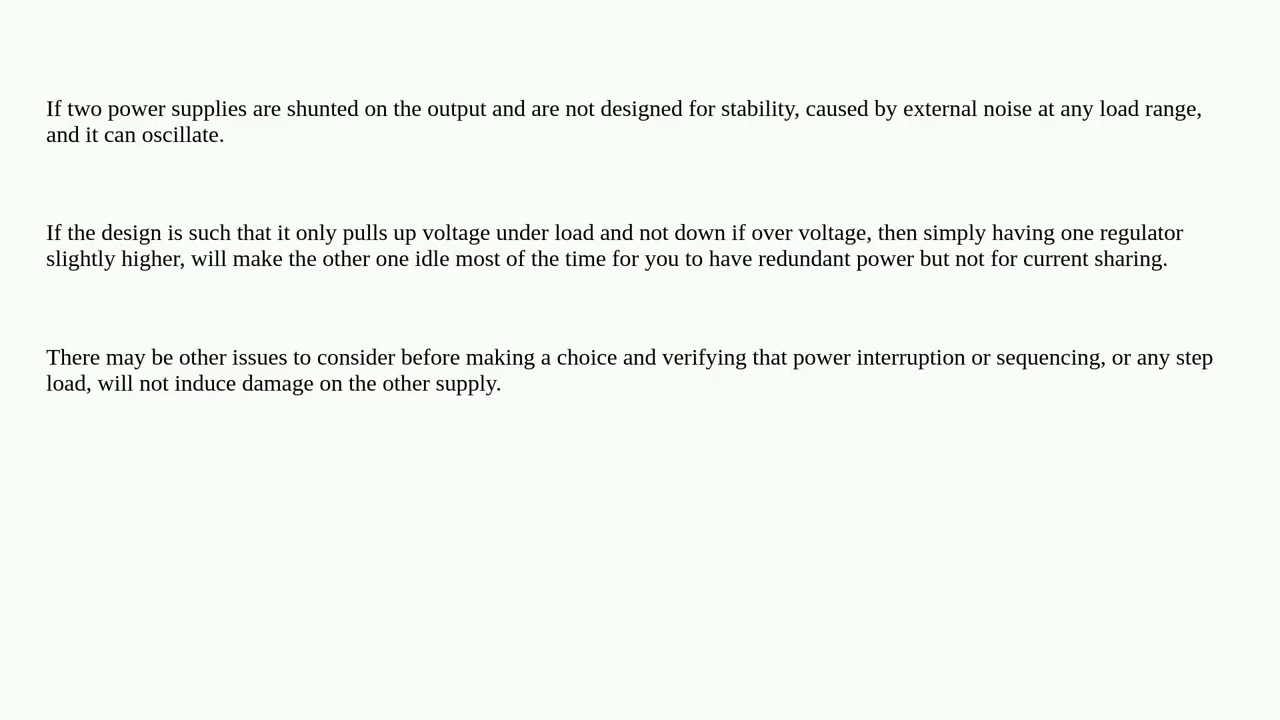 If two power supplies are shunted on the output and are not designed for stability, caused by external noise at any load range,
and it can oscillate.
If the design is such that it only pulls up voltage under load and not down if over voltage, then simply having one regulator
slightly higher, will make the other one idle most of the time for you to have redundant power but not for current sharing.
There may be other issues to consider before making a choice and verifying that power interruption or sequencing, or any step
load, will not induce damage on the other supply.